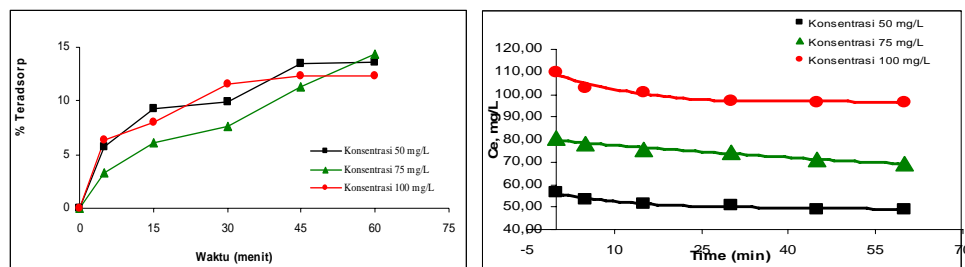 % Teradsorp
15
10
5
0
0 15 30 45 60 75
Waktu (menit)
Konsentrasi 50 mg/L
Konsentrasi 75 mg/L
Konsentrasi 100 mg/L
Konsentrasi 50 mg/L
Konsentrasi 75 mg/L
Konsentrasi 100 mg/L
Ce, mg/L
120,00
110,00
100,00
90,00
80,00
70,00
60,00
50,00
40,00
-5 10 25 40 55 70
Time (min)